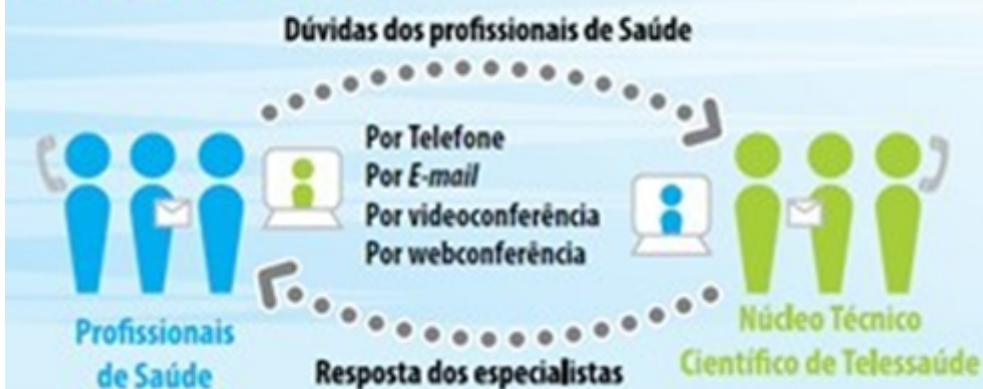 Dúvidas dos profissionais de Saúde
Por Telefone
Por E-mail
Por videoconferência
Por webconferência
Profissionais
de Saúde
Núcleo Técnico
Científico de Telessaúde
Resposta dos especialistas